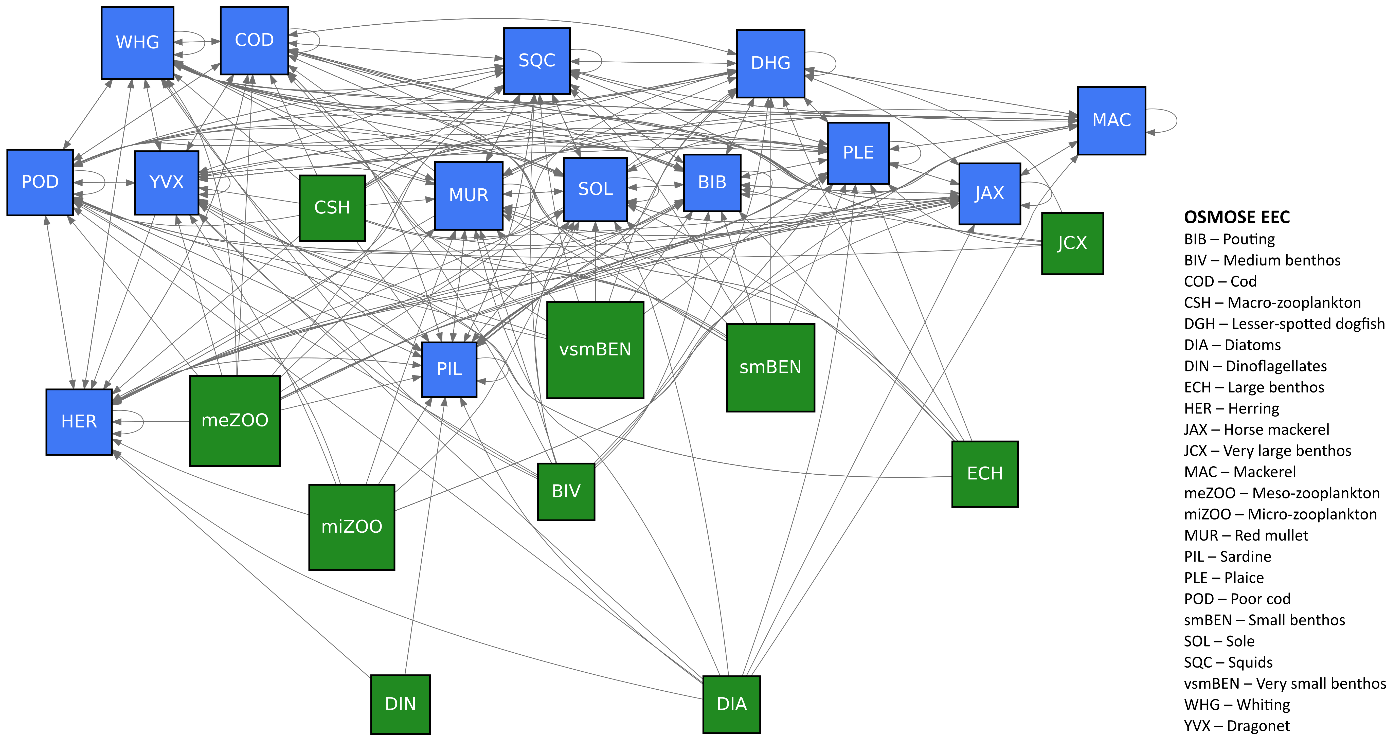 WHG
COD
SQC
DHG
MAC
PLE
POD
YVX
CSH
MUR
SOL
BIB
JAX
JCX
vsmBEN
smBEN
PIL
HER
meZOO
BIV
ECH
miZOO
DIN
DIA
OSMOSE EEC
BIB – Pouting
BIV – Medium benthos
COD – Cod
CSH – Macro-zooplankton
DGH – Lesser-spotted dogfish
DIA – Diatoms
DIN – Dinoflagellates
ECH – Large benthos
HER – Herring
JAX – Horse mackerel
JCX – Very large benthos
MAC – Mackerel
meZOO – Meso-zooplankton
miZOO – Micro-zooplankton
MUR – Red mullet
PIL – Sardine
PLE – Plaice
POD – Poor cod
smBEN – Small benthos
SOL – Sole
SQC – Squids
vsmBEN – Very small benthos
WHG – Whiting
YVX – Dragonet